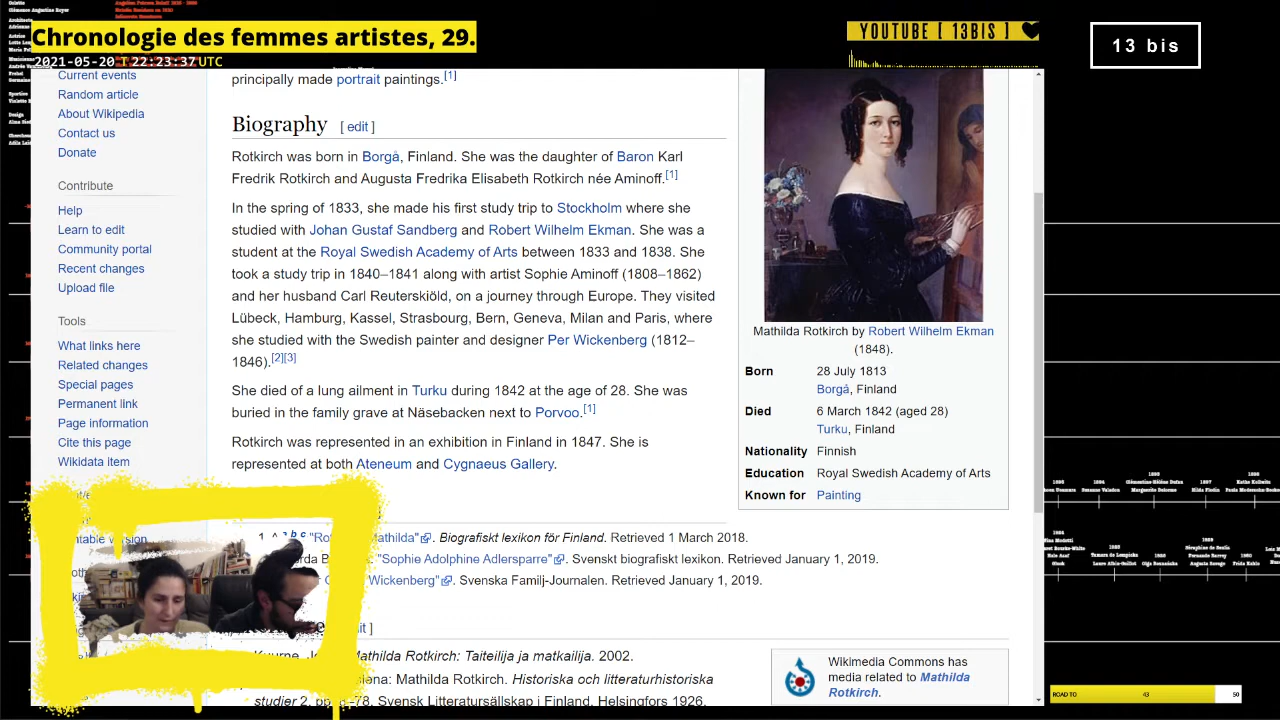 Chronologie des femmes artistes, 29.
2021-05-20 T 22:23:37 UTC
YOUTUBE [ 13BIS ]
13 bis
Current events
Random article
About Wikipedia
Contact us
Donate
Contribute
Help
Learn to edit
Community portal
Recent changes
Upload file
Tools
What links here
Related changes
Special pages
Permanent link
Page information
Cite this page
Wikidata item
principally made portrait paintings.[1]
Biography [ edit ]
Rotkirch was born in Borgå, Finland. She was the daughter of Baron Karl
Fredrik Rotkirch and Augusta Fredrika Elisabeth Rotkirch née Aminoff.[1]
In the spring of 1833, she made his first study trip to Stockholm where she
studied with Johan Gustaf Sandberg and Robert Wilhelm Ekman. She was a
student at the Royal Swedish Academy of Arts between 1833 and 1838. She
took a study trip in 1840–1841 along with artist Sophie Aminoff (1808–1862)
and her husband Carl Reuterskiöld, on a journey through Europe. They visited
Lübeck, Hamburg, Kassel, Strasbourg, Bern, Geneva, Milan and Paris, where
she studied with the Swedish painter and designer Per Wickenberg (1812–
1846).[2][3]
She died of a lung ailment in Turku during 1842 at the age of 28. She was
buried in the family grave at Näsebacken next to Porvoo.[1]
Rotkirch was represented in an exhibition in Finland in 1847. She is
represented at both Ateneum and Cygnaeus Gallery.
Mathilda Rotkirch by Robert Wilhelm Ekman
(1848).
Born 28 July 1813
Borgå, Finland
Died 6 March 1842 (aged 28)
Turku, Finland
Nationality Finnish
Education Royal Swedish Academy of Arts
Known for Painting
1. ^ a b c Biografiskt lexikon för Finland. Retrieved 1 March 2018.
"Sophie Adolphine Adelsparre". Svenskt biografiskt lexikon. Retrieved January 1, 2019.
Wickenberg". Svenska Familj-Journalen. Retrieved January 1, 2019.
Mathilda Rotkirch: Taiteilija ja matkailija. 2002.
Mathilda Rotkirch. Historiska och litteraturhistoriska
studier 2, Svensk Litteratur Finland, Helsingfors 1926.
Wikimedia Commons has
media related to Mathilda
Rotkirch.
ROAD TO 43 50